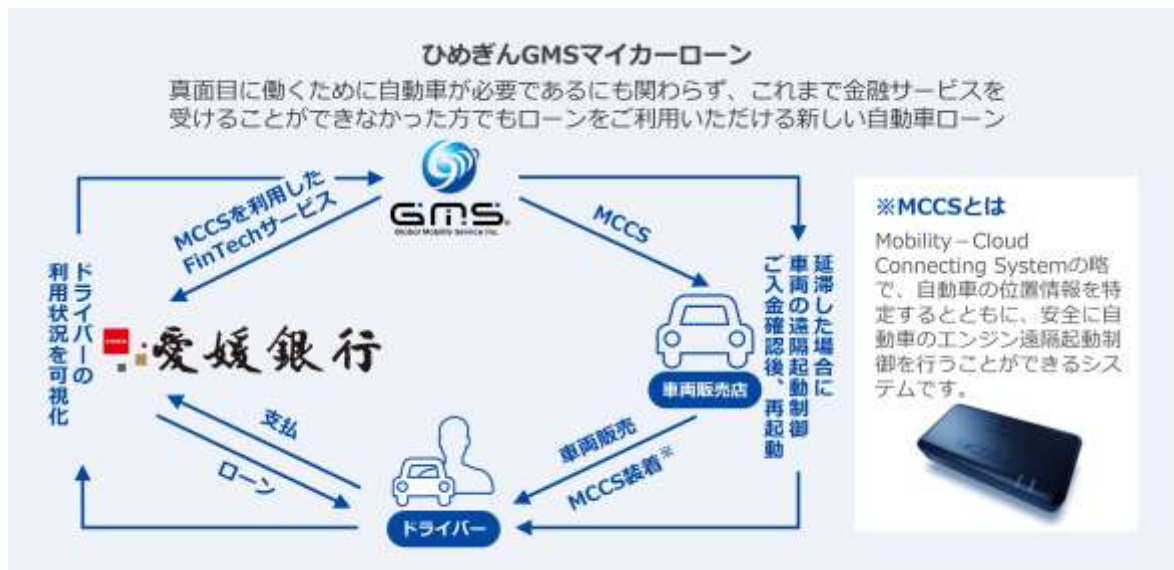 ひめぎんGMSマイカーローン
真面目に働くために自動車が必要であるにも関わらず、これまで金融サービスを
受けることができなかった方でもローンをご利用いただける新しい自動車ローン
MCCSを利用した
FinTechサービス
GMS.
Global Mobility Service Inc.
MCCS
ドライバーの
利用状況を可視化
愛媛銀行
延滞した場合に
車両の遠隔起動制御
ご入金確認後、再起動
車両販売店
支払
ローン
車両販売
MCCS装着※
ドライバー
※MCCSとは
Mobility－Cloud
Connecting Systemの略
で、自動車の位置情報を特
定するとともに、安全に自
動車のエンジン遠隔起動制
御を行うことができるシス
テムです。